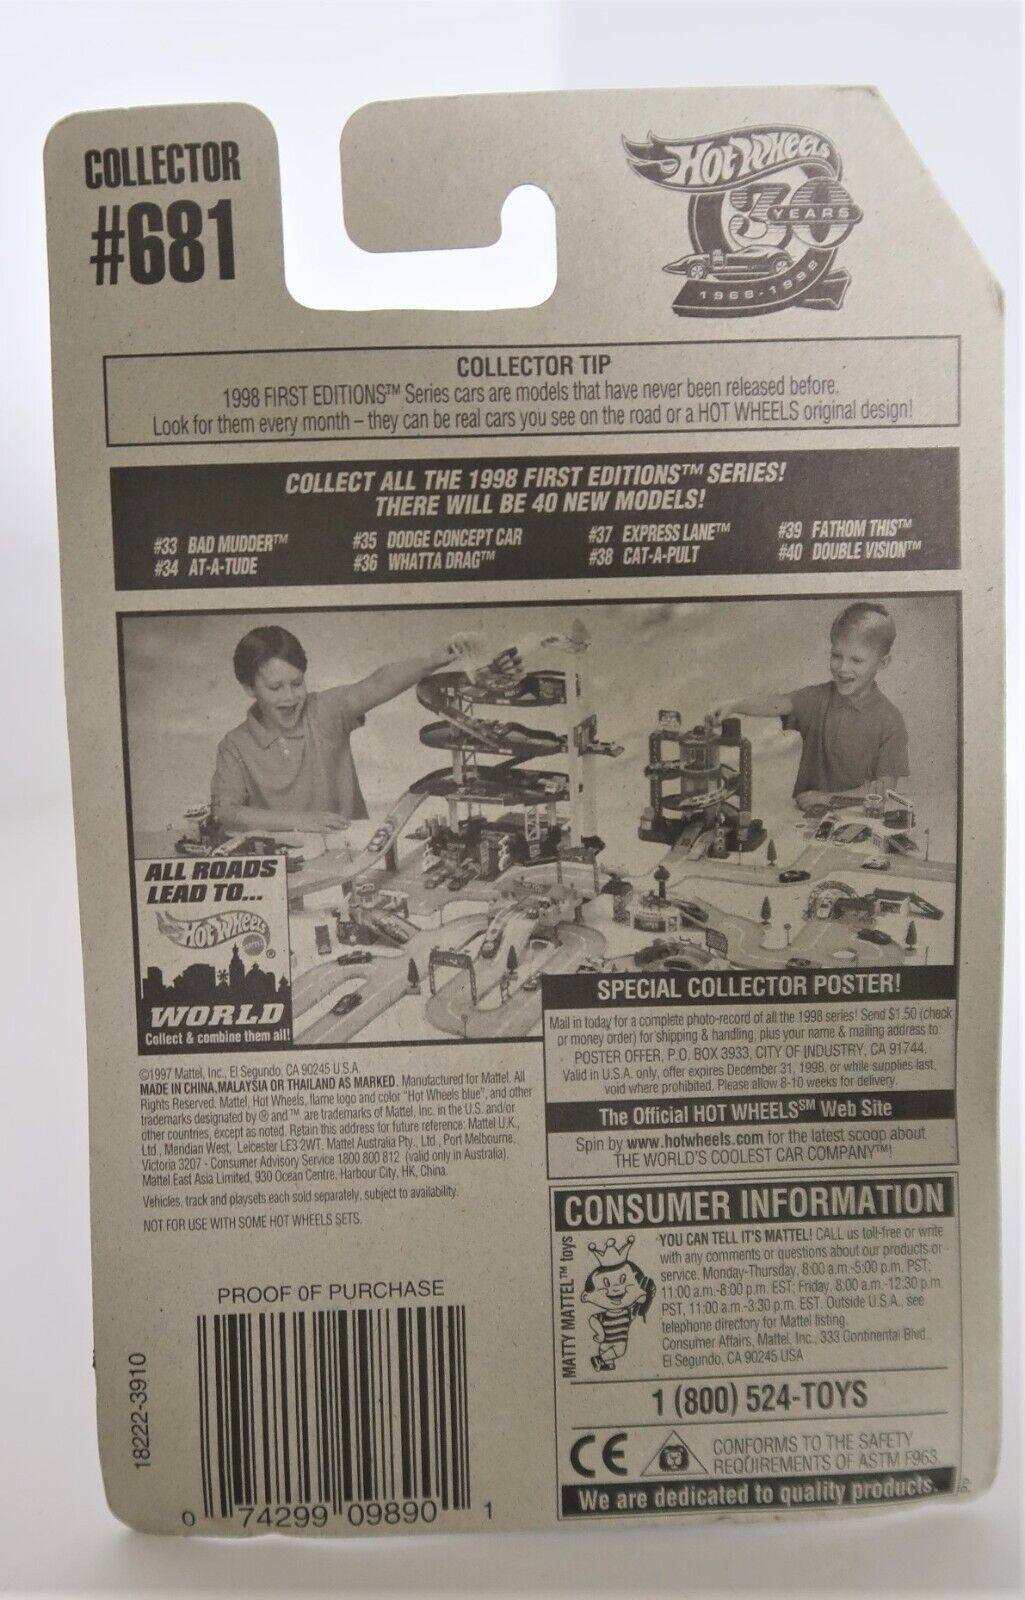 COLLECTOR
#681
Hot Wheels
30
YEARS
1968-1998
COLLECTOR TIP
1998 FIRST EDITIONS™ Series cars are models that have never been released before.
Look for them every month – they can be real cars you see on the road or a HOT WHEELS original design!
COLLECT ALL THE 1998 FIRST EDITIONS™ SERIES!
THERE WILL BE 40 NEW MODELS!
#33 BAD MUDDER™
#34 AT-A-TUDE
#35 DODGE CONCEPT CAR
#36 WHATTA DRAG™
#37 EXPRESS LANE™
#38 CAT-A-PULT
#39 FATHOM THIS™
#40 DOUBLE VISION™
ALL ROADS
LEAD TO...
Hot Wheels
MATTEL
®
WORLD
Collect & combine them all!
SPECIAL COLLECTOR POSTER!
Mail in today for a complete photo-record of all the 1998 series! Send $1.50 (check
or money order) for shipping & handling, plus your name & mailing address to:
POSTER OFFER, P.O. BOX 3933, CITY OF INDUSTRY, CA 91744.
Valid in U.S.A. only, offer expires December 31, 1998, or while supplies last,
void where prohibited. Please allow 8-10 weeks for delivery.
The Official HOT WHEELS℠ Web Site
Spin by www.hotwheels.com for the latest scoop about
THE WORLD'S COOLEST CAR COMPANY™!
©1997 Mattel, Inc., El Segundo, CA 90245 U.S.A.
MADE IN CHINA, MALAYSIA OR THAILAND AS MARKED. Manufactured for Mattel. All
Rights Reserved. Mattel, Hot Wheels, flame logo and color "Hot Wheels blue", and other
trademarks designated by ® and ™ are trademarks of Mattel, Inc. in the U.S. and/or
other countries, except as noted. Retain this address for future reference: Mattel U.K.,
Ltd., Meridian West, Leicester LE3 2WT. Mattel Australia Pty., Ltd., Port Melbourne,
Victoria 3207 - Consumer Advisory Service 1800 800 812 (valid only in Australia).
Mattel East Asia Limited, 930 Ocean Centre, Harbour City, HK, China.
Vehicles, track and playsets each sold separately, subject to availability.
NOT FOR USE WITH SOME HOT WHEELS SETS.
CONSUMER INFORMATION
MATTY MATTEL™ toys
YOU CAN TELL IT'S MATTEL! CALL us toll-free or write
with any comments or questions about our products or
service. Monday-Thursday, 8:00 a.m.-5:00 p.m. PST;
11:00 a.m.-8:00 p.m. EST; Friday, 8:00 a.m.-12:30 p.m.
PST, 11:00 a.m.-3:30 p.m. EST. Outside U.S.A., see
telephone directory for Mattel listing.
Consumer Affairs, Mattel, Inc., 333 Continental Blvd.,
El Segundo, CA 90245 USA
1 (800) 524-TOYS
CE
CONFORMS TO THE SAFETY
REQUIREMENTS OF ASTM F963.
We are dedicated to quality products.
PROOF OF PURCHASE
18222-3910
0 74299 09890 1